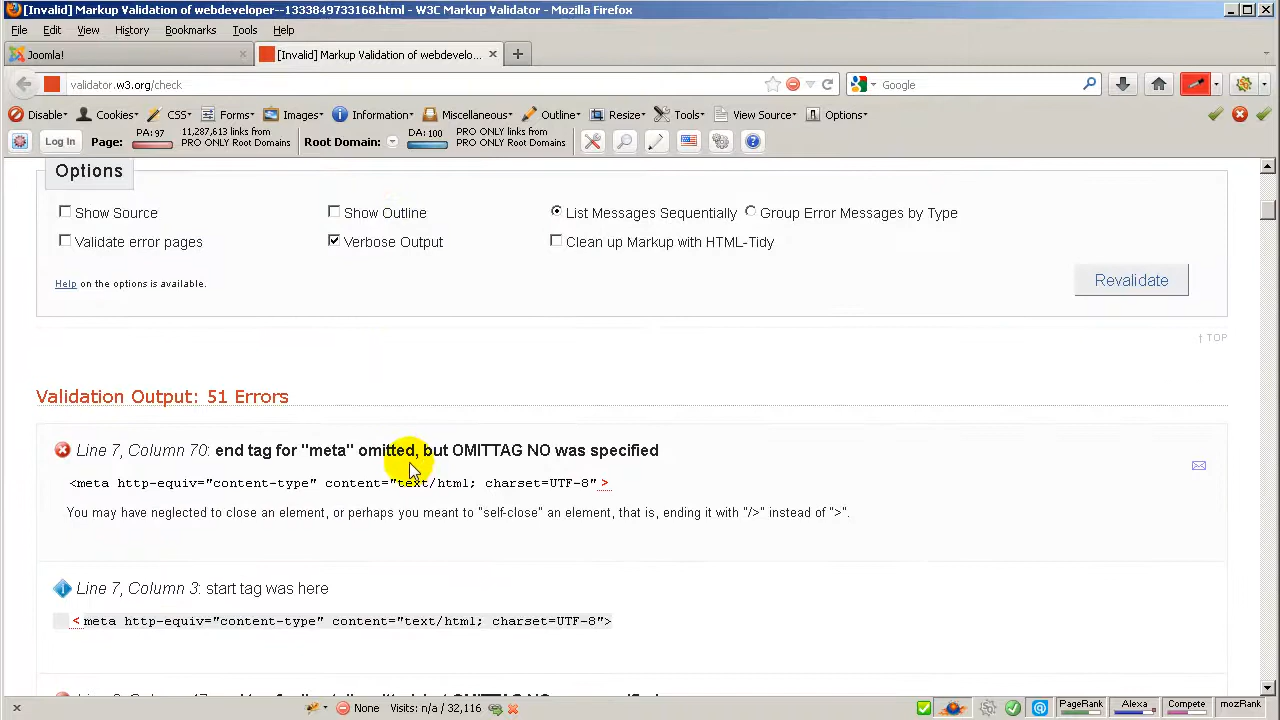 [Invalid] Markup Validation of webdeveloper--1333849733168.html - W3C Markup Validator - Mozilla Firefox
File Edit View History Bookmarks Tools Help
Joomla!
[Invalid] Markup Validation of webdevelo...
validator.w3.org/check
Google
Disable Cookies CSS Forms Images Information Miscellaneous Outline Resize Tools View Source Options
Log In Page: PA: 97 11,287,613 links from PRO ONLY Root Domains Root Domain: DA: 100 PRO ONLY links from PRO ONLY Root Domains
Options
Show Source Show Outline List Messages Sequentially Group Error Messages by Type
Validate error pages Verbose Output Clean up Markup with HTML-Tidy
Help on the options is available.
Revalidate
↑ TOP
Validation Output: 51 Errors
Line 7, Column 70: end tag for "meta" omitted, but OMITTAG NO was specified
<meta http-equiv="content-type" content="text/html; charset=UTF-8">
You may have neglected to close an element, or perhaps you meant to "self-close" an element, that is, ending it with "/>" instead of ">".
Line 7, Column 3: start tag was here
<meta http-equiv="content-type" content="text/html; charset=UTF-8">
None Visits: n/a / 32,116 PageRank Alexa Compete mozRank